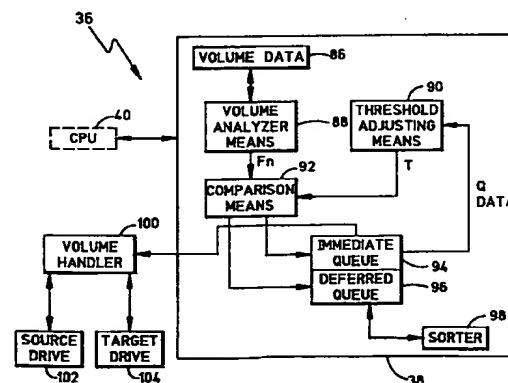 36
VOLUME DATA
86
40
CPU
VOLUME
ANALYZER
MEANS
88
90
THRESHOLD
ADJUSTING
MEANS
Fn
92
T
COMPARISON
MEANS
Q
DATA
100
VOLUME
HANDLER
IMMEDIATE
QUEUE
94
DEFERRED
QUEUE
96
SOURCE
DRIVE
102
TARGET
DRIVE
104
98
SORTER
38